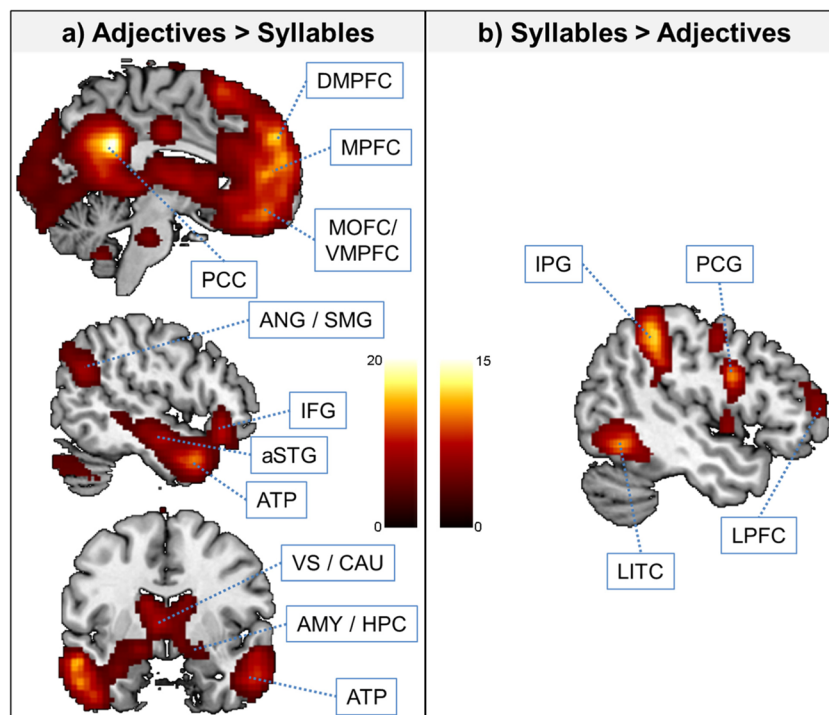 a) Adjectives > Syllables
DMPFC
MPFC
MOFC/
VMPFC
PCC
ANG / SMG
20
IFG
aSTG
ATP
0
VS / CAU
AMY / HPC
ATP
b) Syllables > Adjectives
IPG
PCG
15
0
LPFC
LITC